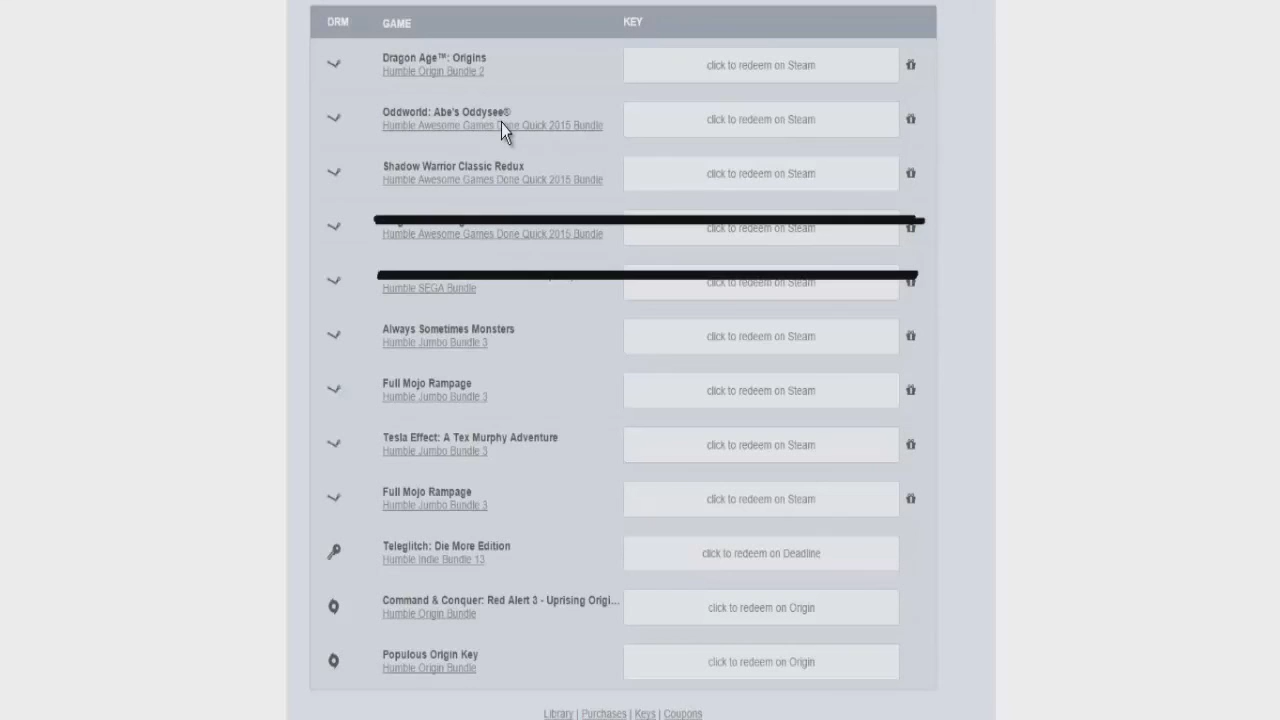 DRM GAME KEY
Dragon Age™: Origins
Humble Origin Bundle 2
click to redeem on Steam
Oddworld: Abe's Oddysee®
Humble Awesome Games Done Quick 2015 Bundle
click to redeem on Steam
Shadow Warrior Classic Redux
Humble Awesome Games Done Quick 2015 Bundle
click to redeem on Steam
Humble Awesome Games Done Quick 2015 Bundle
click to redeem on Steam
Humble SEGA Bundle
click to redeem on Steam
Always Sometimes Monsters
Humble Jumbo Bundle 3
click to redeem on Steam
Full Mojo Rampage
Humble Jumbo Bundle 3
click to redeem on Steam
Tesla Effect: A Tex Murphy Adventure
Humble Jumbo Bundle 3
click to redeem on Steam
Full Mojo Rampage
Humble Jumbo Bundle 3
click to redeem on Steam
Teleglitch: Die More Edition
Humble Indie Bundle 13
click to redeem on Deadline
Command & Conquer: Red Alert 3 - Uprising Origi...
Humble Origin Bundle
click to redeem on Origin
Populous Origin Key
Humble Origin Bundle
click to redeem on Origin
Library | Purchases | Keys | Coupons